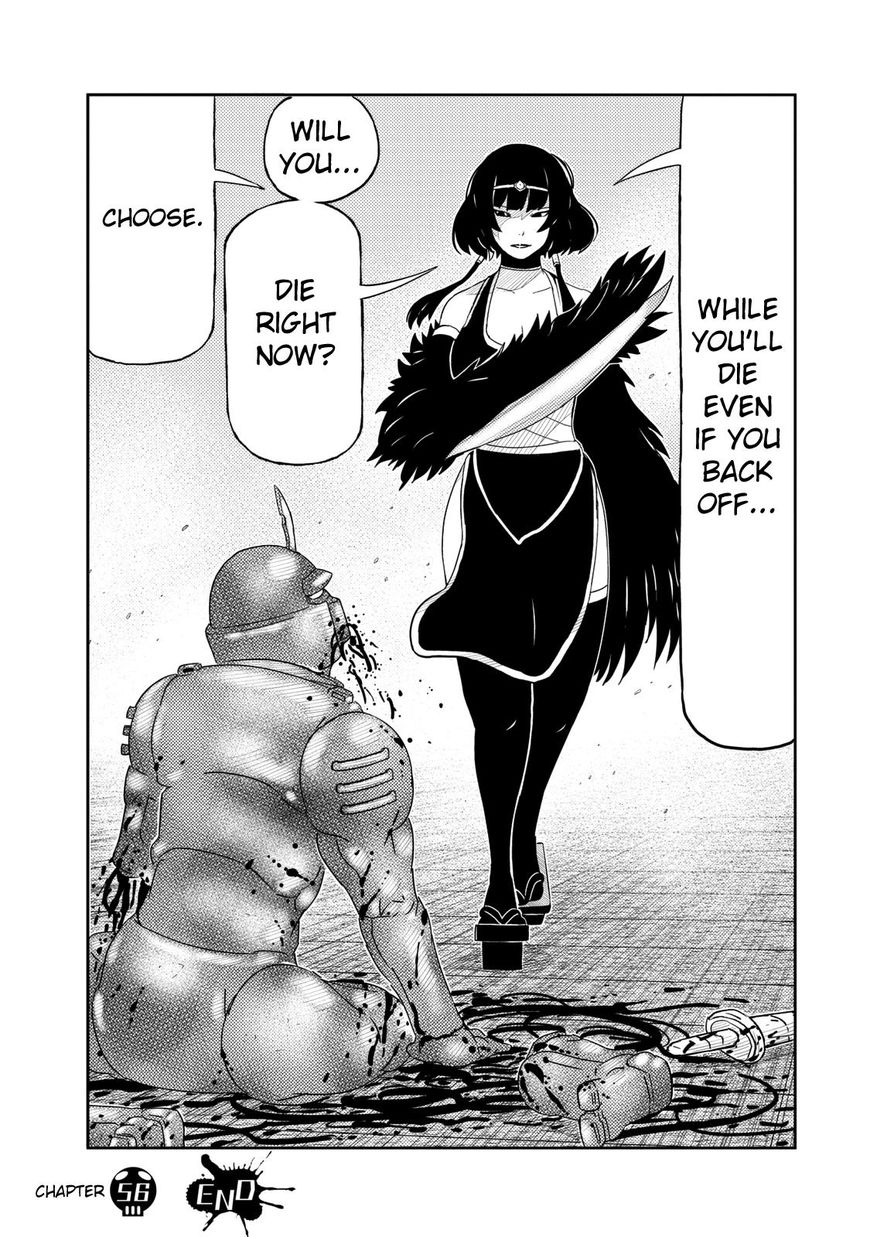 WHILE
YOU'LL
DIE
EVEN
IF YOU
BACK
OFF...
WILL
YOU...
DIE
RIGHT
NOW?
CHOOSE.
CHAPTER 56 END